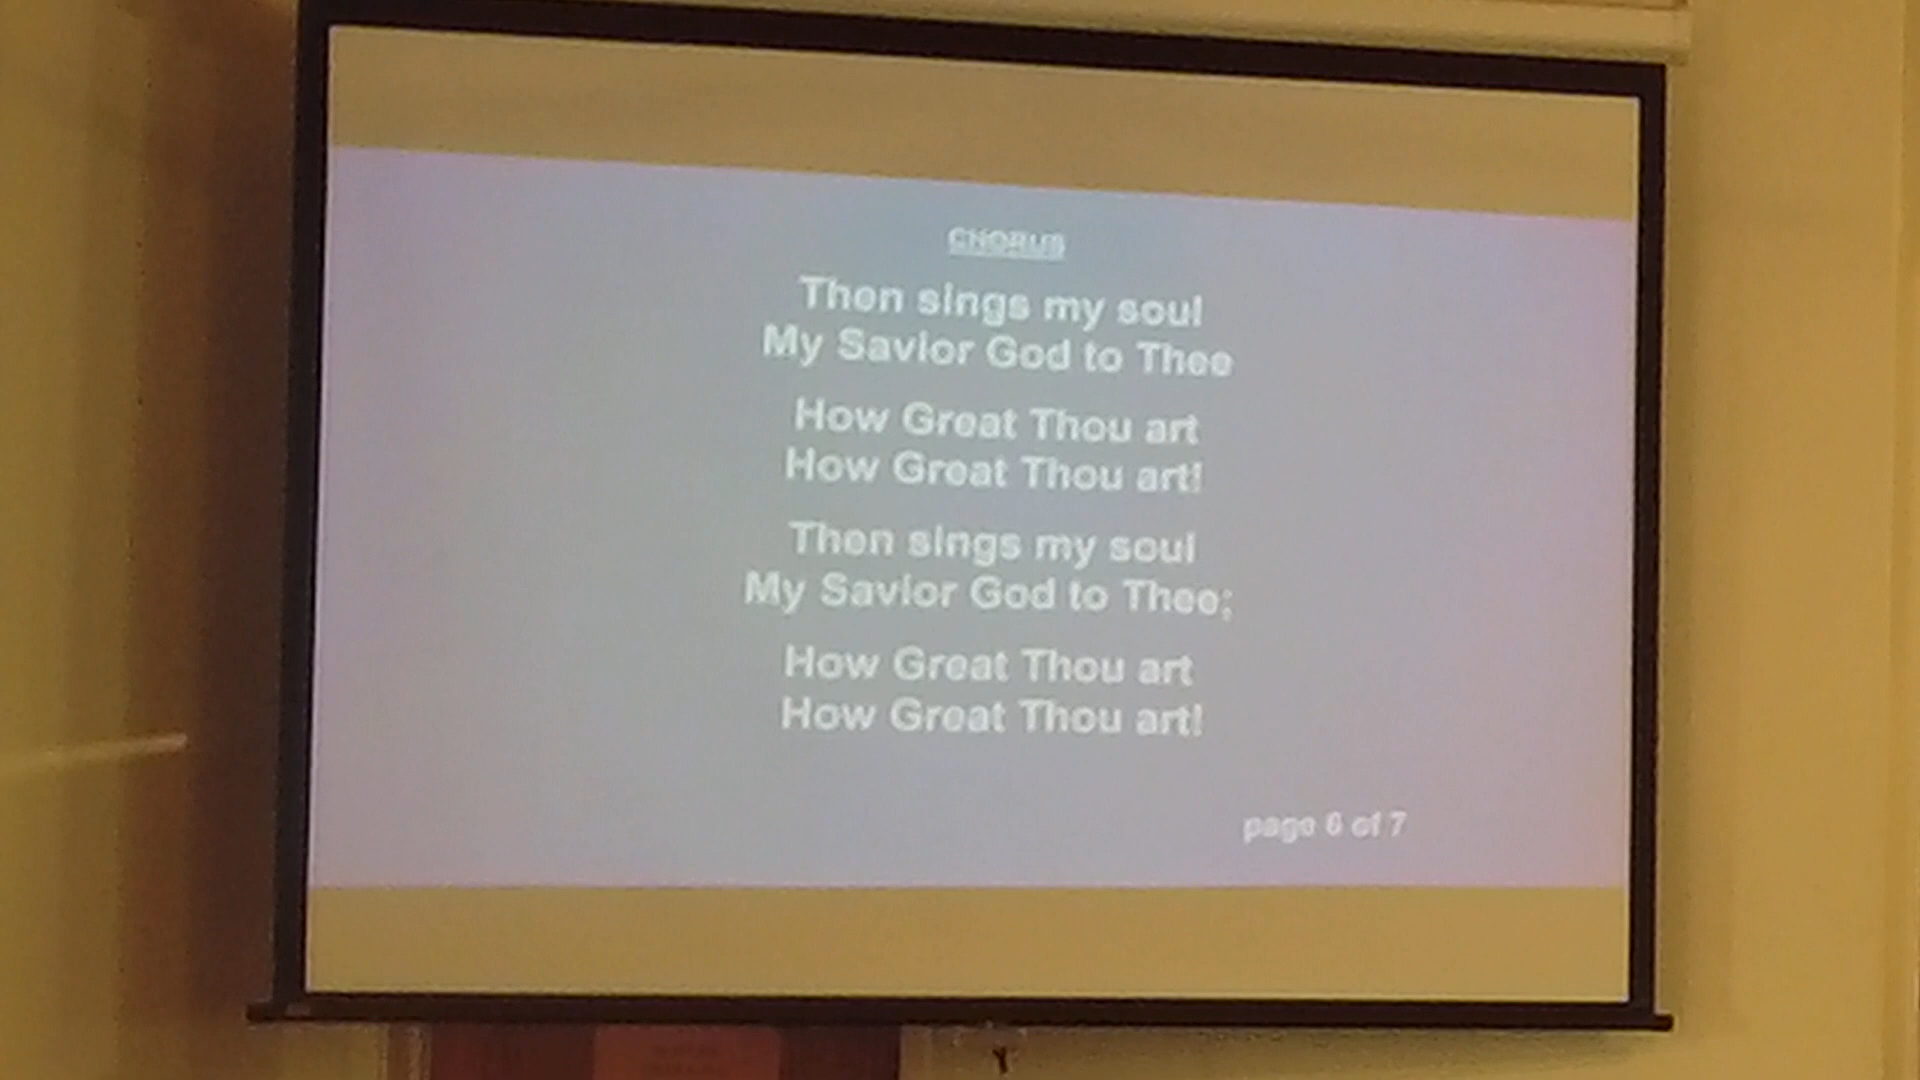 CHORUS
Then sings my soul
My Savior God to Thee
How Great Thou art
How Great Thou art!
Then sings my soul
My Savior God to Thee;
How Great Thou art
How Great Thou art!
page 6 of 7